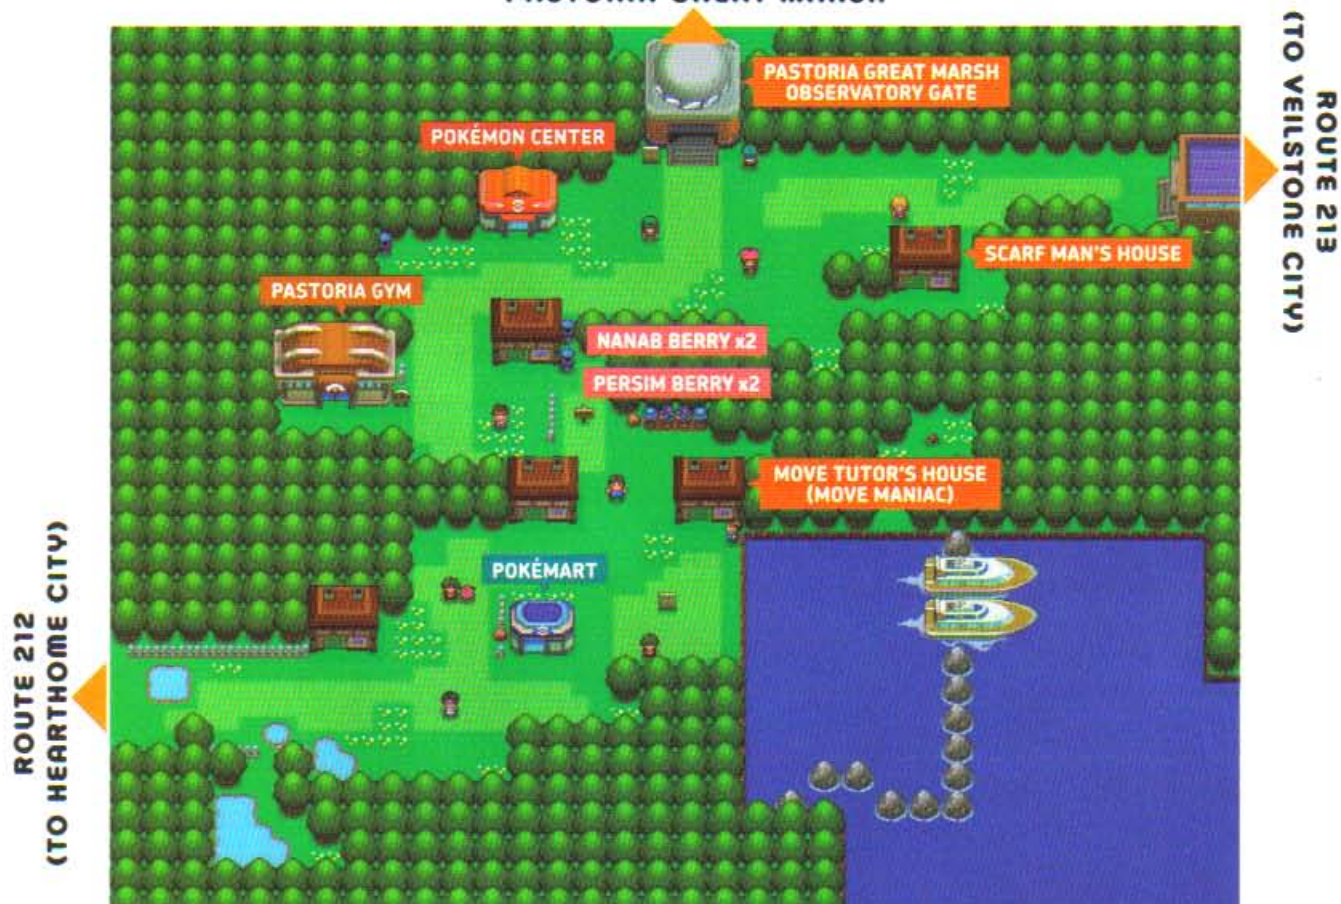 PASTORIA GREAT MARSH
OBSERVATORY GATE
POKÉMON CENTER
ROUTE 213
(TO VEILSTONE CITY)
SCARF MAN'S HOUSE
PASTORIA GYM
NANAB BERRY x2
PERSIM BERRY x2
MOVE TUTOR'S HOUSE
(MOVE MANIAC)
POKÉMART
ROUTE 212
(TO HEARTHOME CITY)